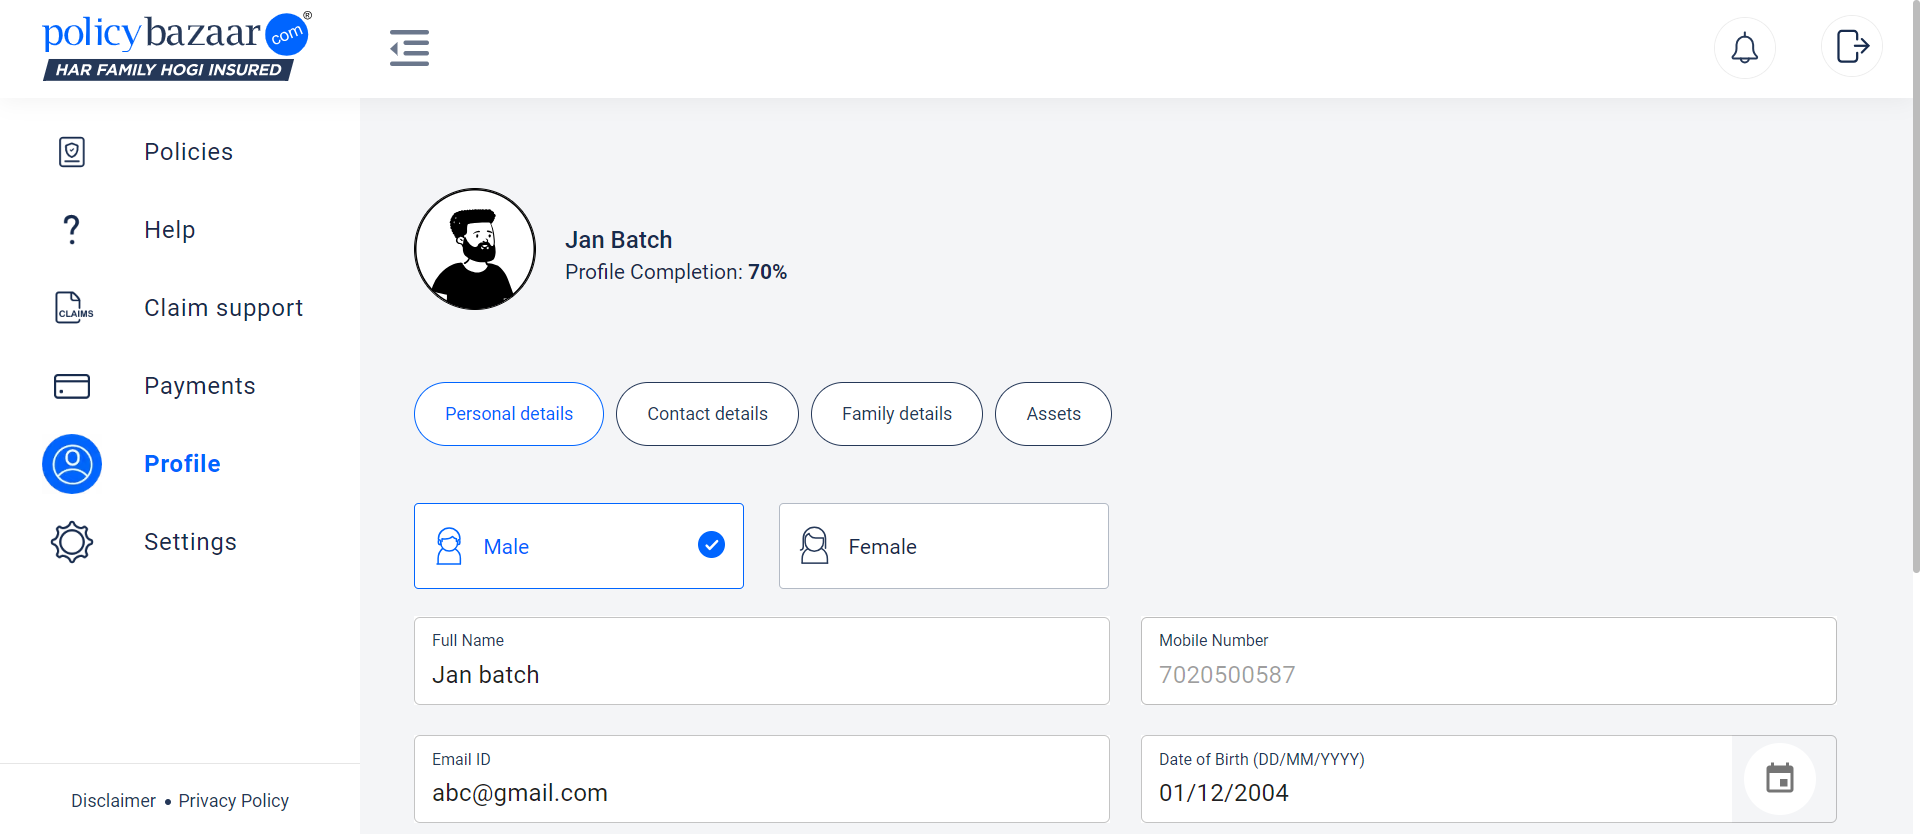 policybazaar.com®
HAR FAMILY HOGI INSURED
Policies
Help
CLAIMS
Claim support
Payments
Profile
Settings
Disclaimer • Privacy Policy
Jan Batch
Profile Completion: 70%
Personal details
Contact details
Family details
Assets
Male
Female
Full Name
Jan batch
Mobile Number
7020500587
Email ID
abc@gmail.com
Date of Birth (DD/MM/YYYY)
01/12/2004